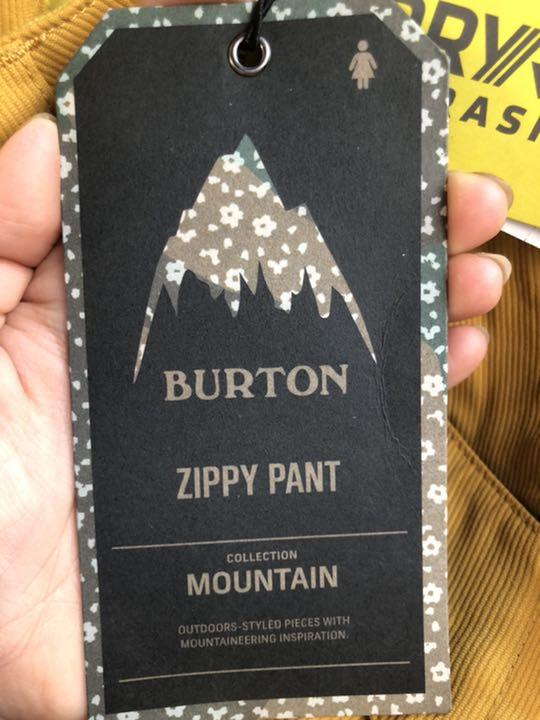 BURTON
ZIPPY PANT
COLLECTION
MOUNTAIN
OUTDOORS-STYLED PIECES WITH
MOUNTAINEERING INSPIRATION.